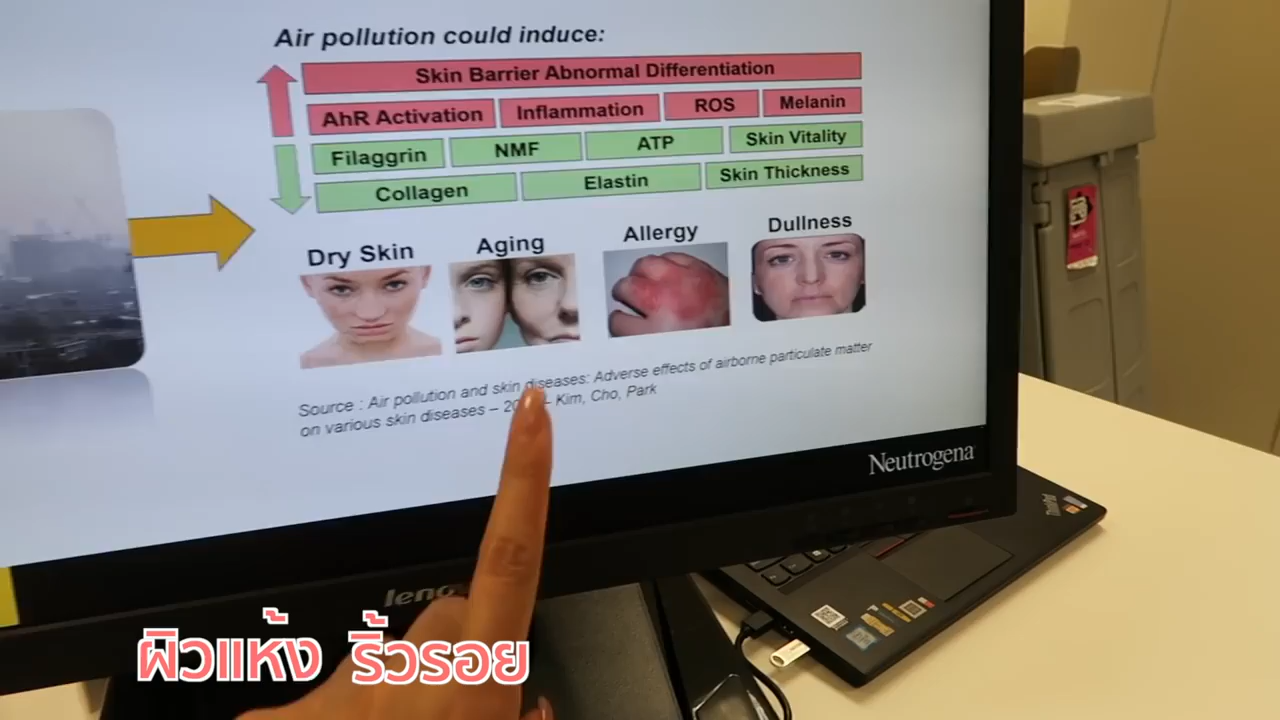 Air pollution could induce:
Skin Barrier Abnormal Differentiation
AhR Activation Inflammation ROS Melanin
Filaggrin NMF ATP Skin Vitality
Collagen Elastin Skin Thickness
Dry Skin Aging Allergy Dullness
Source : Air pollution and skin diseases: Adverse effects of airborne particulate matter
on various skin diseases – Kim, Cho, Park
Neutrogena
ThinkPad
ผิวแห้ง ริ้วรอย